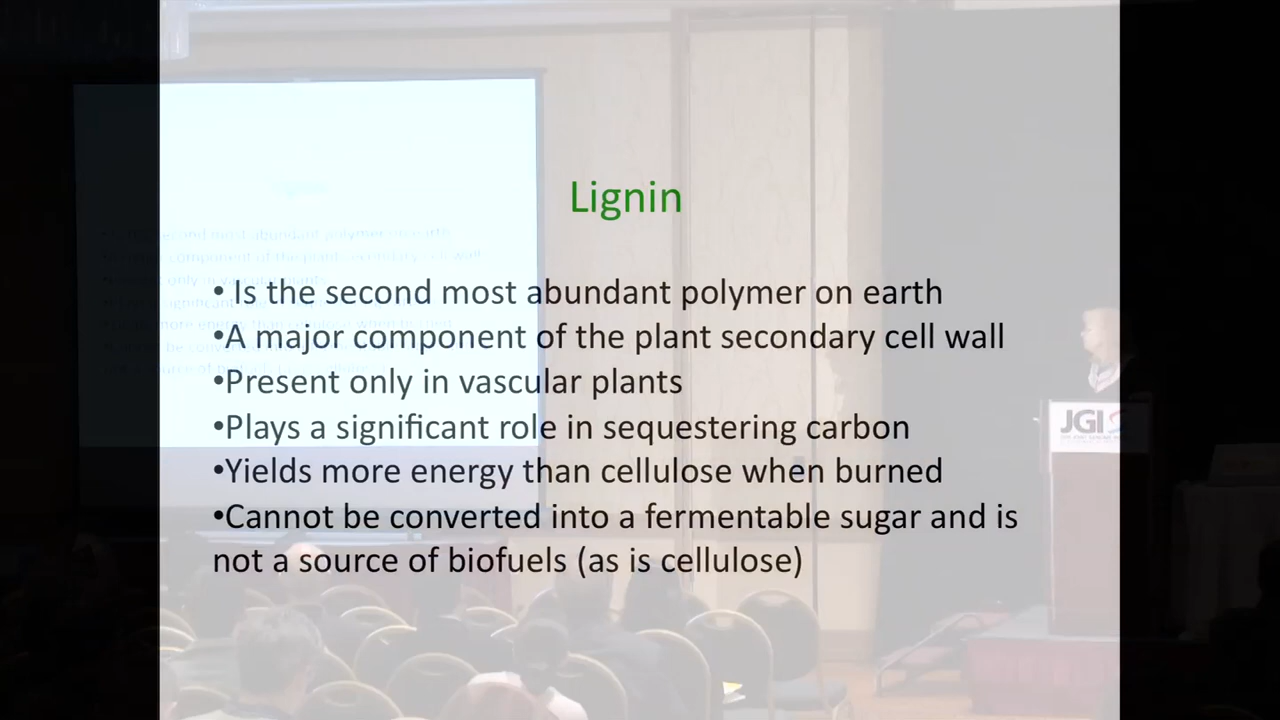 Lignin
• Is the second most abundant polymer on earth
•A major component of the plant secondary cell wall
•Present only in vascular plants
•Plays a significant role in sequestering carbon
•Yields more energy than cellulose when burned
•Cannot be converted into a fermentable sugar and is
not a source of biofuels (as is cellulose)
JGI